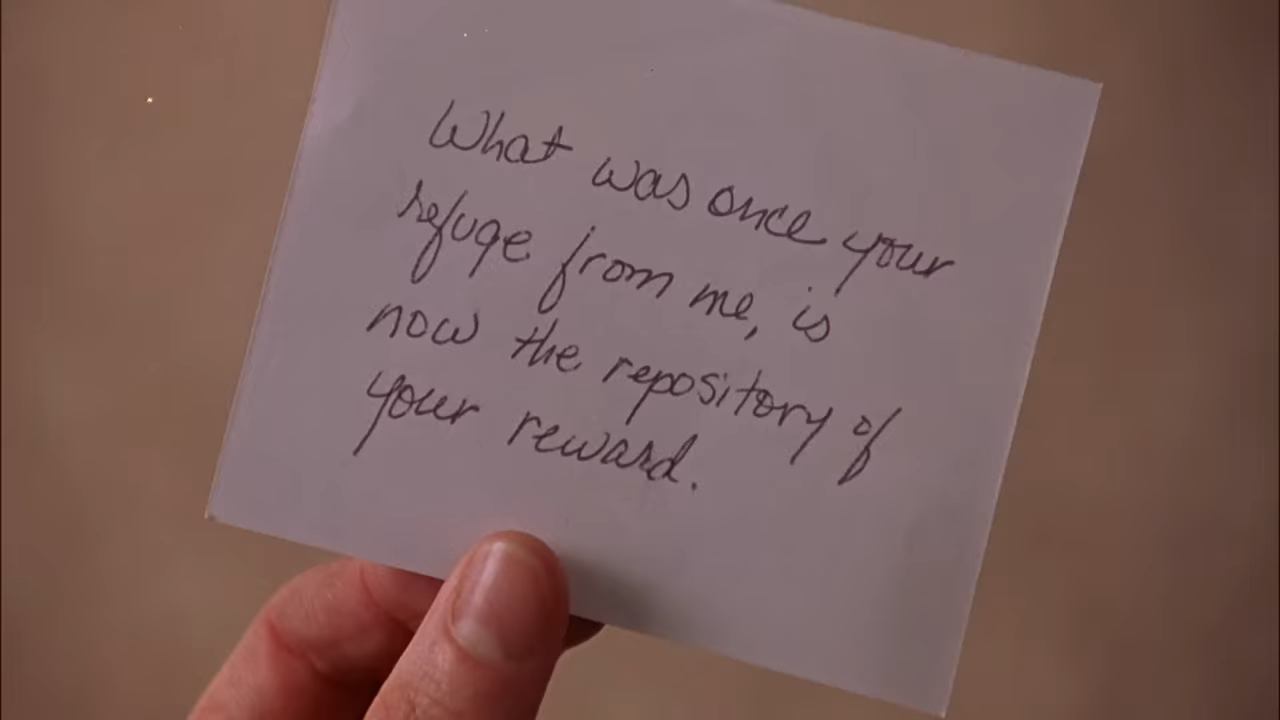 What was once your
refuge from me, is
now the repository of
your reward.